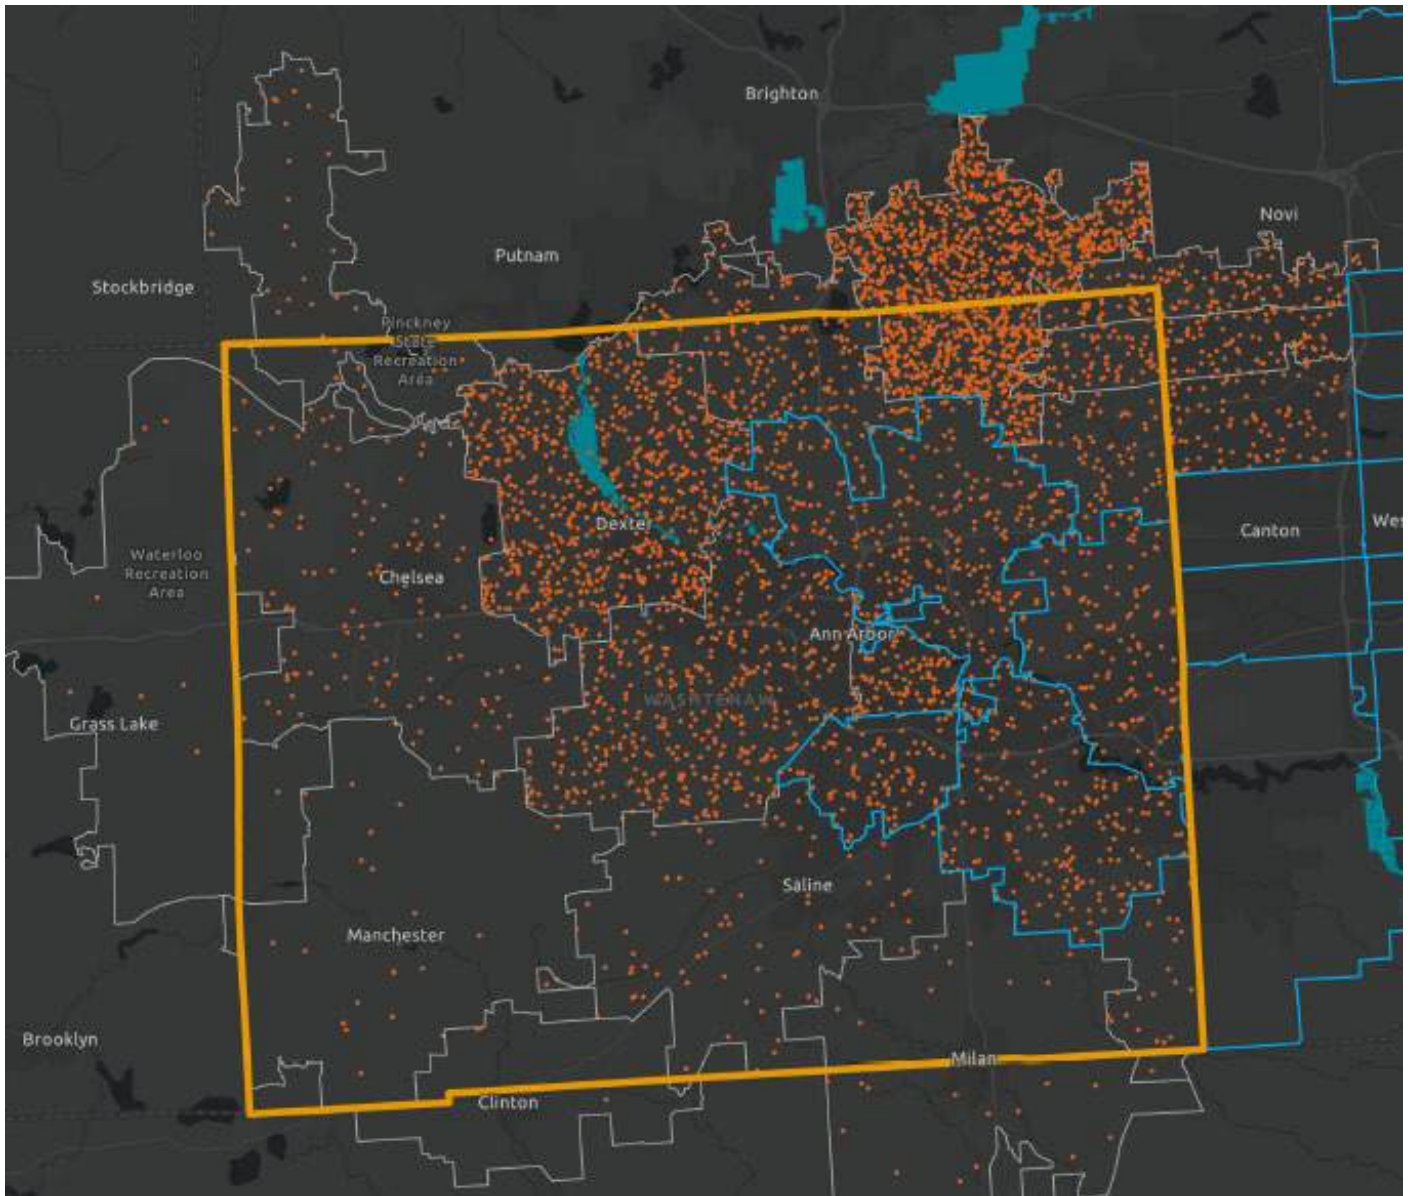 Brighton
Novi
Putnam
Stockbridge
Pinckney
State
Recreation
Area
Dexter
Canton
Wes
Waterloo
Recreation
Area
Chelsea
Ann Arbor
WASHTENAW
Grass Lake
Saline
Manchester
Brooklyn
Milan
Clinton